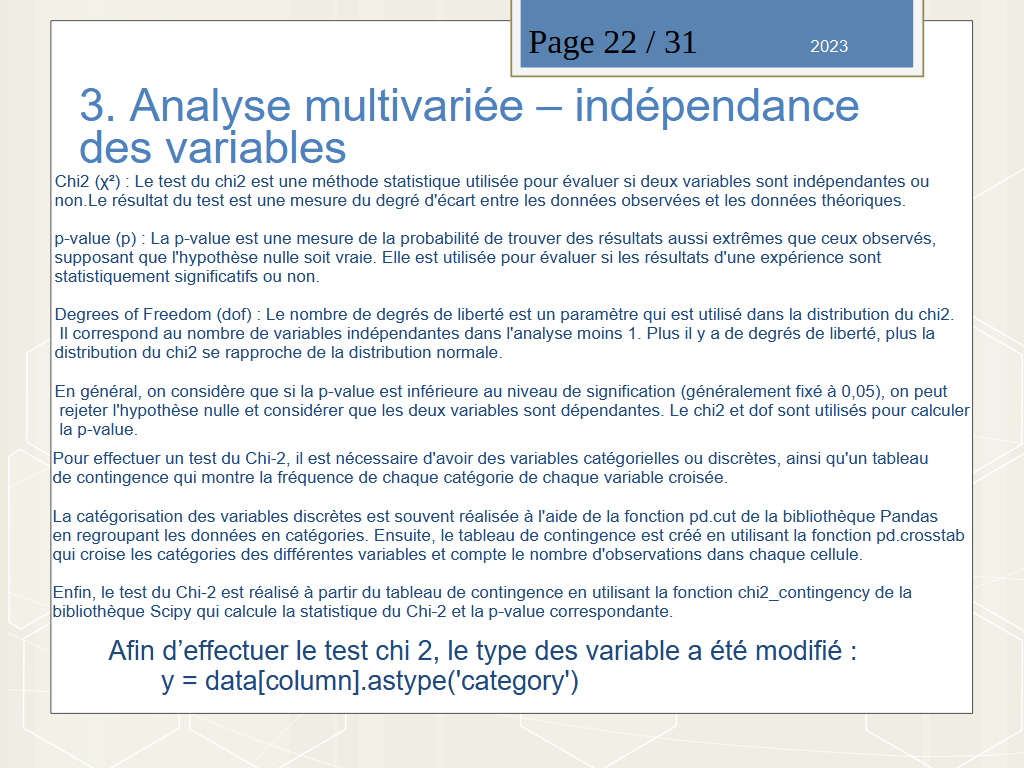 Page 22 / 31
2023
3. Analyse multivariée – indépendance
des variables
Chi2 (χ²) : Le test du chi2 est une méthode statistique utilisée pour évaluer si deux variables sont indépendantes ou
non.Le résultat du test est une mesure du degré d'écart entre les données observées et les données théoriques.
p-value (p) : La p-value est une mesure de la probabilité de trouver des résultats aussi extrêmes que ceux observés,
supposant que l'hypothèse nulle soit vraie. Elle est utilisée pour évaluer si les résultats d'une expérience sont
statistiquement significatifs ou non.
Degrees of Freedom (dof) : Le nombre de degrés de liberté est un paramètre qui est utilisé dans la distribution du chi2.
Il correspond au nombre de variables indépendantes dans l'analyse moins 1. Plus il y a de degrés de liberté, plus la
distribution du chi2 se rapproche de la distribution normale.
En général, on considère que si la p-value est inférieure au niveau de signification (généralement fixé à 0,05), on peut
rejeter l'hypothèse nulle et considérer que les deux variables sont dépendantes. Le chi2 et dof sont utilisés pour calculer
la p-value.
Pour effectuer un test du Chi-2, il est nécessaire d'avoir des variables catégorielles ou discrètes, ainsi qu'un tableau
de contingence qui montre la fréquence de chaque catégorie de chaque variable croisée.
La catégorisation des variables discrètes est souvent réalisée à l'aide de la fonction pd.cut de la bibliothèque Pandas
en regroupant les données en catégories. Ensuite, le tableau de contingence est créé en utilisant la fonction pd.crosstab
qui croise les catégories des différentes variables et compte le nombre d'observations dans chaque cellule.
Enfin, le test du Chi-2 est réalisé à partir du tableau de contingence en utilisant la fonction chi2_contingency de la
bibliothèque Scipy qui calcule la statistique du Chi-2 et la p-value correspondante.
Afin d’effectuer le test chi 2, le type des variable a été modifié :
y = data[column].astype('category')